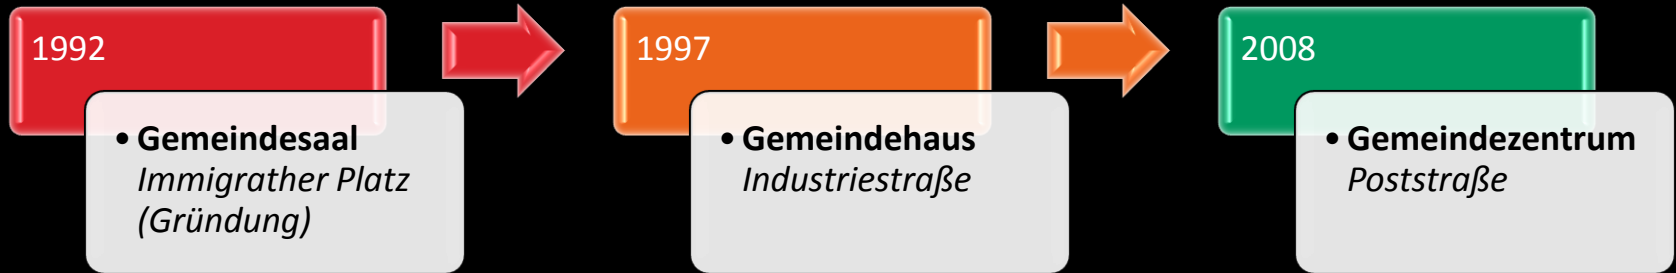 1992
• Gemeindesaal
Immigrather Platz
(Gründung)
1997
• Gemeindehaus
Industriestraße
2008
• Gemeindezentrum
Poststraße